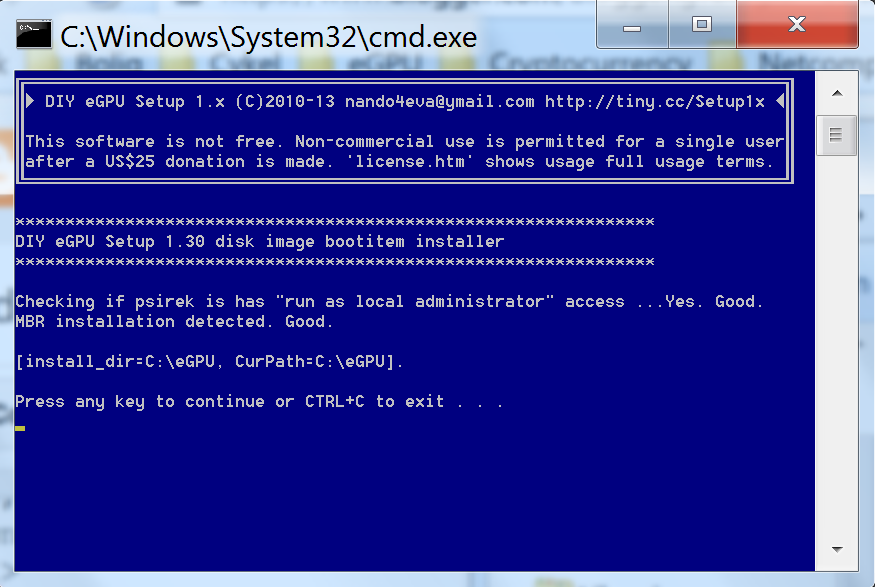 C:\Windows\System32\cmd.exe
DIY eGPU Setup 1.x (C)2010-13 nando4eva@ymail.com http://tiny.cc/Setup1x
This software is not free. Non-commercial use is permitted for a single user
after a US$25 donation is made. 'license.htm' shows usage full usage terms.
****************************************************************
DIY eGPU Setup 1.30 disk image bootitem installer
****************************************************************
Checking if psirek is has "run as local administrator" access ...Yes. Good.
MBR installation detected. Good.
[install_dir=C:\eGPU, CurPath=C:\eGPU].
Press any key to continue or CTRL+C to exit . . .